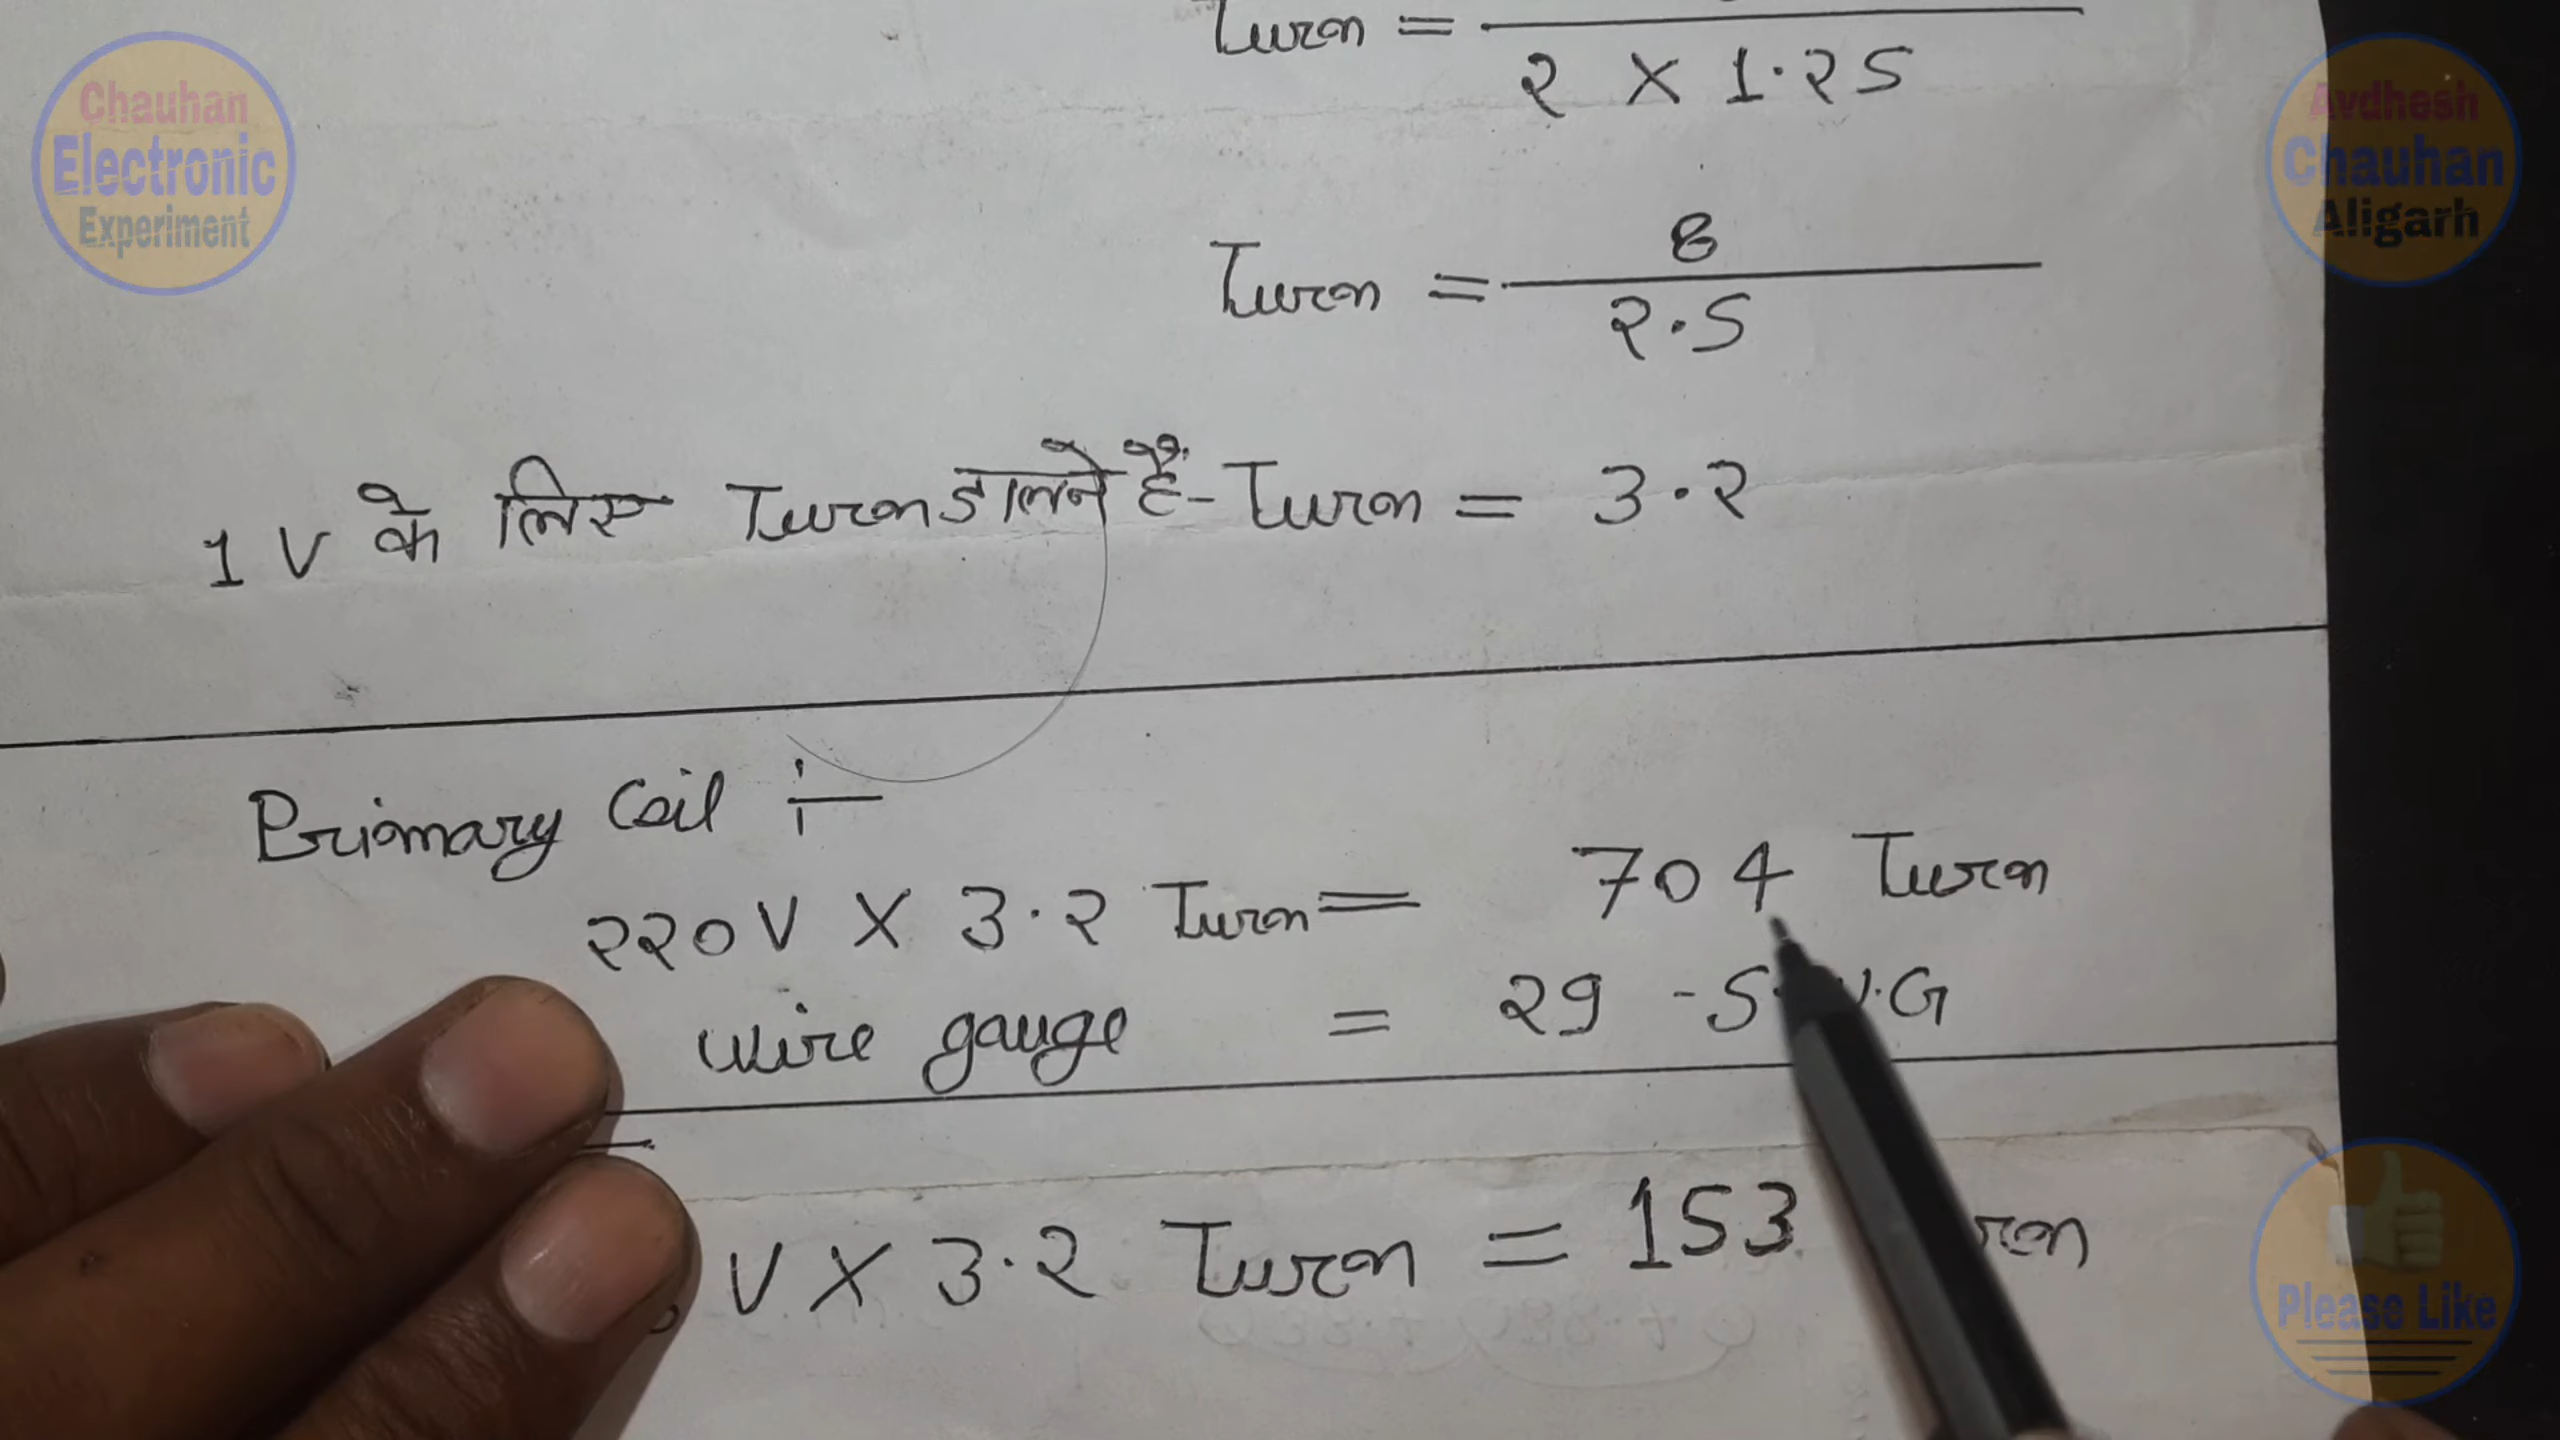 Chauhan
Electronic
Experiment
Avdhesh
Chauhan
Aligarh
Turn =
2 X 1.25
Turn = 8
2.5
1 V के लिए Turn डालने हैं- Turn = 3.2
Primary Coil ÷
220V X 3.2 Turn = 704 Turn
wire gauge = 29 - S. .G
V X 3.2 Turn = 153
Please Like